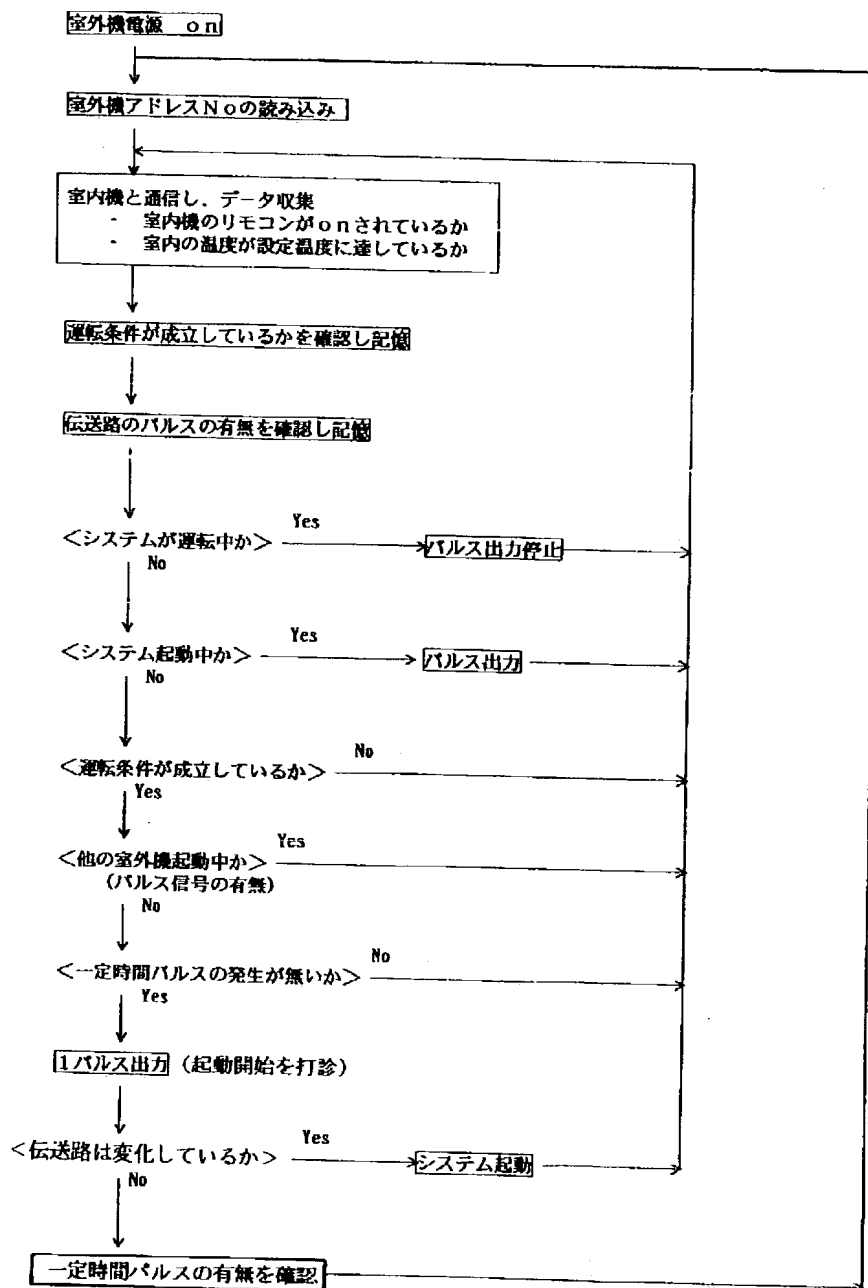 室外機電源　on
室外機アドレスNoの読み込み
室内機と通信し、データ収集
- 室内機のリモコンがonされているか
- 室内の温度が設定温度に達しているか
運転条件が成立しているかを確認し記憶
伝送路のパルスの有無を確認し記憶
<システムが運転中か> Yes パルス出力停止
No
<システム起動中か> Yes パルス出力
No
<運転条件が成立しているか> No
Yes
<他の室外機起動中か> Yes
(パルス信号の有無)
No
<一定時間パルスの発生が無いか> No
Yes
1パルス出力 (起動開始を打診)
<伝送路は変化しているか> Yes システム起動
No
一定時間パルスの有無を確認